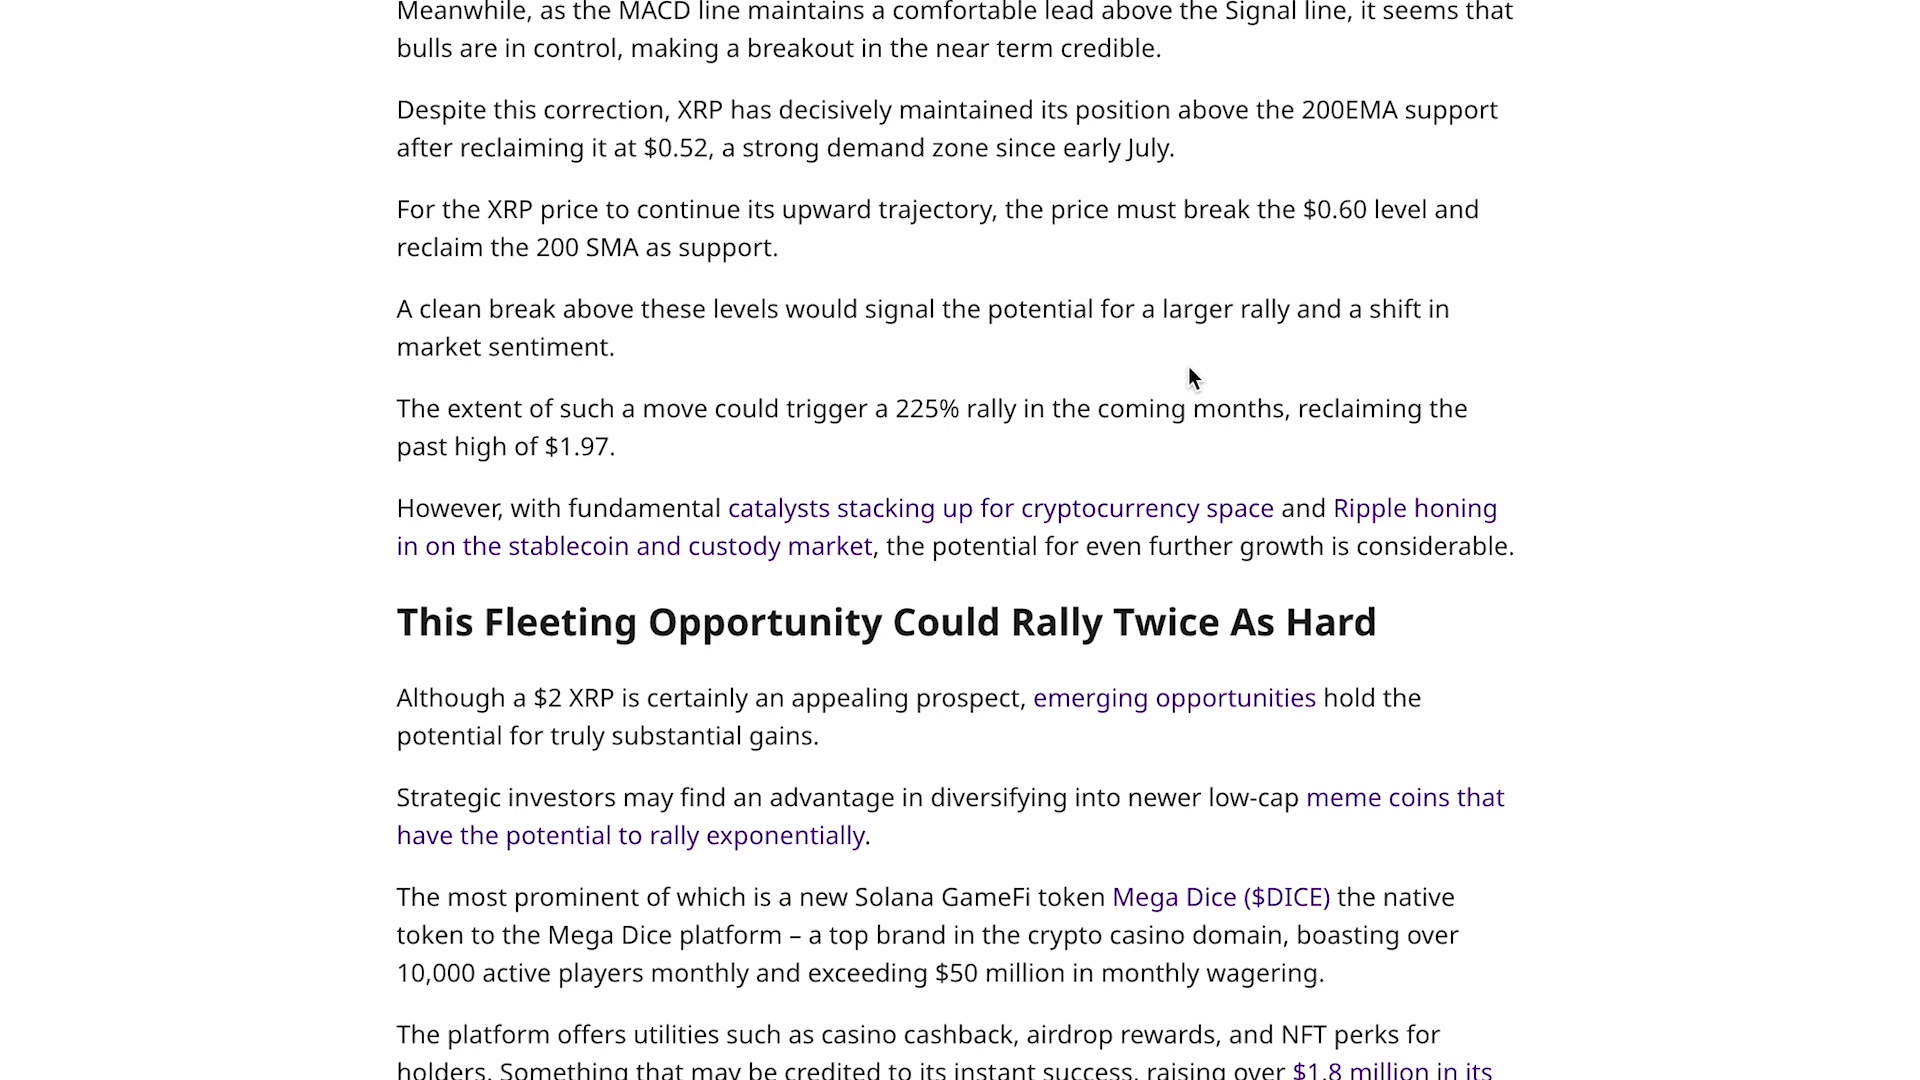 Meanwhile, as the MACD line maintains a comfortable lead above the Signal line, it seems that
bulls are in control, making a breakout in the near term credible.
Despite this correction, XRP has decisively maintained its position above the 200EMA support
after reclaiming it at $0.52, a strong demand zone since early July.
For the XRP price to continue its upward trajectory, the price must break the $0.60 level and
reclaim the 200 SMA as support.
A clean break above these levels would signal the potential for a larger rally and a shift in
market sentiment.
The extent of such a move could trigger a 225% rally in the coming months, reclaiming the
past high of $1.97.
However, with fundamental catalysts stacking up for cryptocurrency space and Ripple honing
in on the stablecoin and custody market, the potential for even further growth is considerable.
This Fleeting Opportunity Could Rally Twice As Hard
Although a $2 XRP is certainly an appealing prospect, emerging opportunities hold the
potential for truly substantial gains.
Strategic investors may find an advantage in diversifying into newer low-cap meme coins that
have the potential to rally exponentially.
The most prominent of which is a new Solana GameFi token Mega Dice ($DICE) the native
token to the Mega Dice platform – a top brand in the crypto casino domain, boasting over
10,000 active players monthly and exceeding $50 million in monthly wagering.
The platform offers utilities such as casino cashback, airdrop rewards, and NFT perks for
holders. Something that may be credited to its instant success, raising over $1.8 million in its